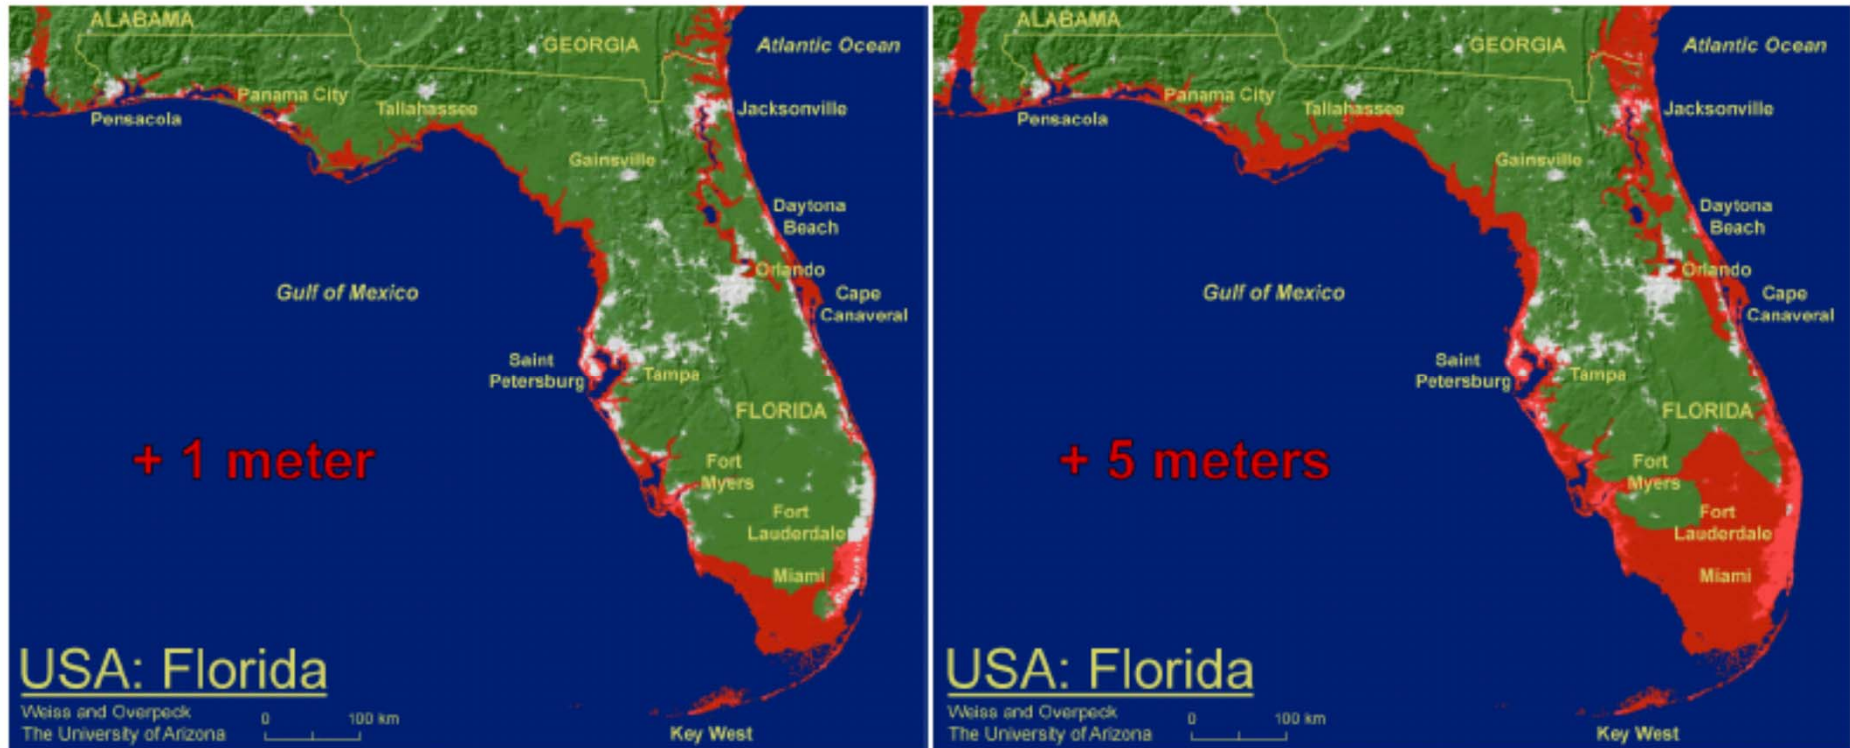 ALABAMA
GEORGIA
Atlantic Ocean
Panama City
Tallahassee
Jacksonville
Pensacola
Gainsville
Daytona
Beach
Orlando
Gulf of Mexico
Cape
Canaveral
Saint
Petersburg
Tampa
FLORIDA
+ 1 meter
Fort
Myers
Fort
Lauderdale
Miami
USA: Florida
Weiss and Overpeck
The University of Arizona
0 100 km
Key West
ALABAMA
GEORGIA
Atlantic Ocean
Panama City
Tallahassee
Jacksonville
Pensacola
Gainsville
Daytona
Beach
Orlando
Gulf of Mexico
Cape
Canaveral
Saint
Petersburg
Tampa
FLORIDA
+ 5 meters
Fort
Myers
Fort
Lauderdale
Miami
USA: Florida
Weiss and Overpeck
The University of Arizona
0 100 km
Key West